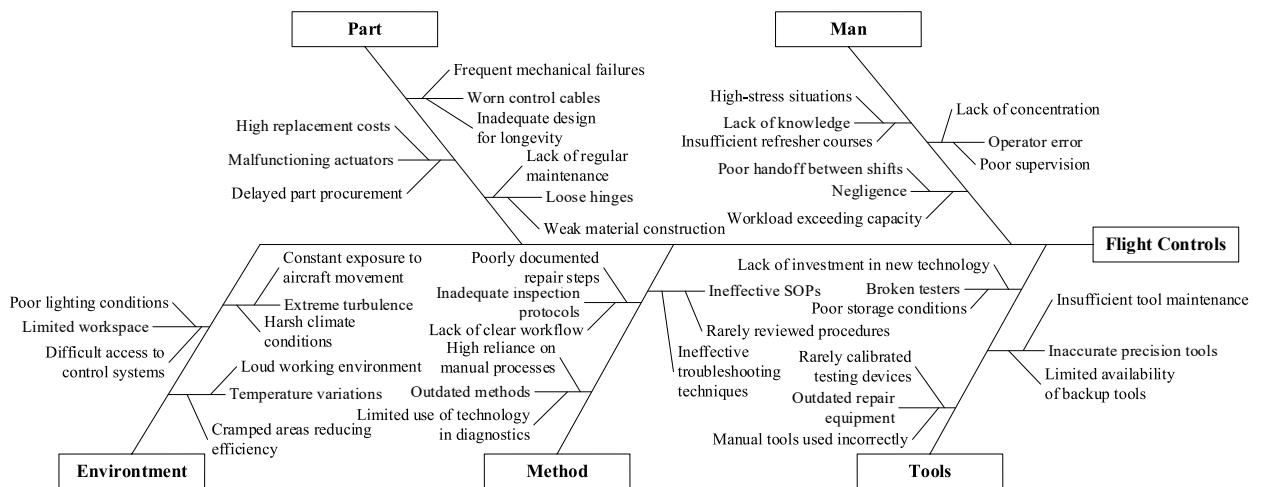 Part
Man
Frequent mechanical failures
Worn control cables
Inadequate design
for longevity
High replacement costs
Malfunctioning actuators
Delayed part procurement
Lack of regular
maintenance
Loose hinges
Weak material construction
High-stress situations
Lack of knowledge
Insufficient refresher courses
Lack of concentration
Operator error
Poor supervision
Poor handoff between shifts
Negligence
Workload exceeding capacity
Flight Controls
Constant exposure to
aircraft movement
Extreme turbulence
Harsh climate
conditions
Poor lighting conditions
Limited workspace
Difficult access to
control systems
Loud working environment
Temperature variations
Cramped areas reducing
efficiency
Poorly documented
repair steps
Inadequate inspection
protocols
Lack of clear workflow
Ineffective SOPs
Rarely reviewed procedures
Ineffective
troubleshooting
techniques
High reliance on
manual processes
Outdated methods
Limited use of technology
in diagnostics
Lack of investment in new technology
Broken testers
Poor storage conditions
Insufficient tool maintenance
Inaccurate precision tools
Limited availability
of backup tools
Rarely calibrated
testing devices
Outdated repair
equipment
Manual tools used incorrectly
Environtment
Method
Tools